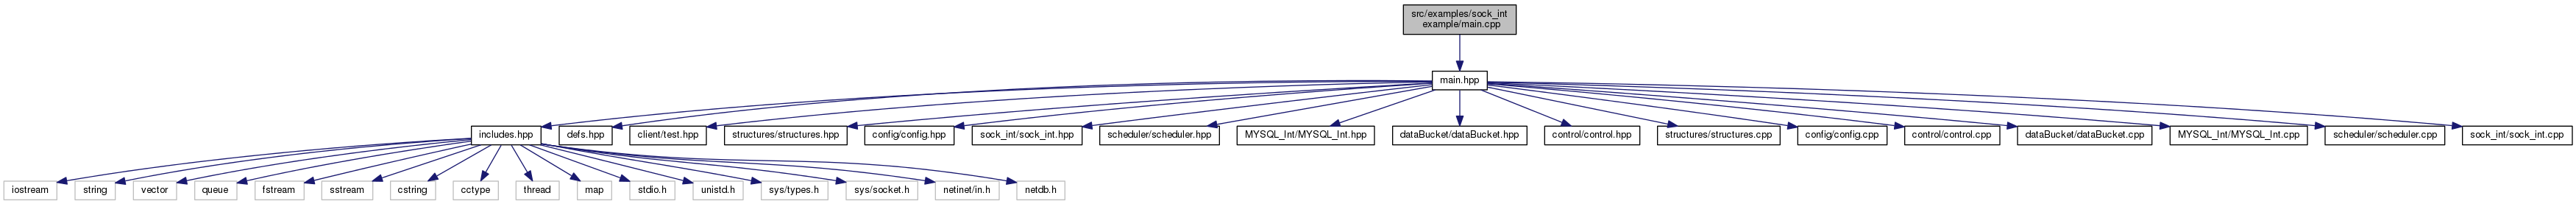 src/examples/sock_int
example/main.cpp
main.hpp
includes.hpp
defs.hpp
client/test.hpp
structures/structures.hpp
config/config.hpp
sock_int/sock_int.hpp
scheduler/scheduler.hpp
MYSQL_Int/MYSQL_Int.hpp
dataBucket/dataBucket.hpp
control/control.hpp
structures/structures.cpp
config/config.cpp
control/control.cpp
dataBucket/dataBucket.cpp
MYSQL_Int/MYSQL_Int.cpp
scheduler/scheduler.cpp
sock_int/sock_int.cpp
iostream
string
vector
queue
fstream
sstream
cstring
cctype
thread
map
stdio.h
unistd.h
sys/types.h
sys/socket.h
netinet/in.h
netdb.h